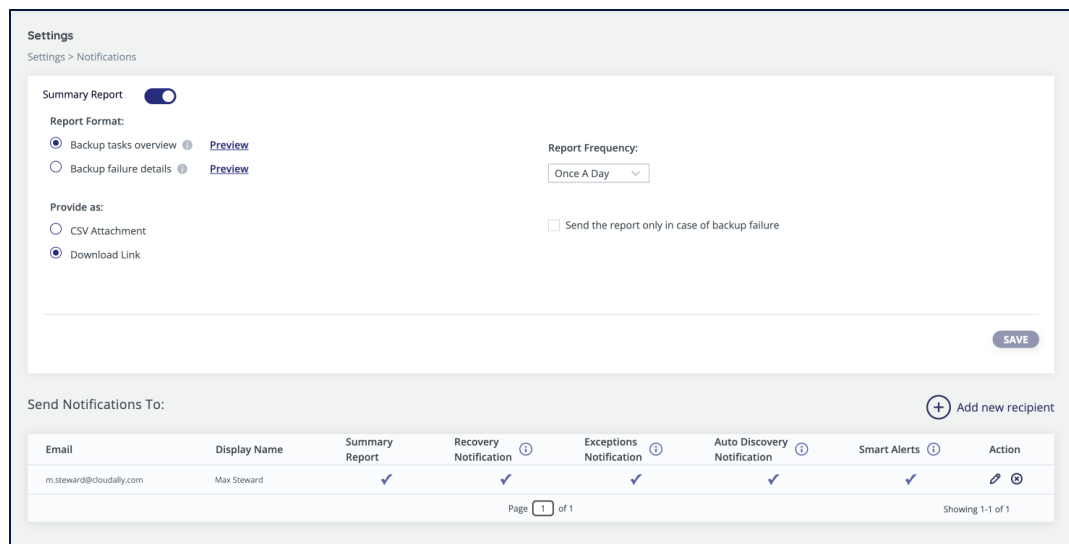 Settings
Settings > Notifications
Summary Report
Report Format:
Backup tasks overview Preview
Backup failure details Preview
Report Frequency:
Once A Day
Provide as:
CSV Attachment
Download Link
Send the report only in case of backup failure
SAVE
Send Notifications To:
Add new recipient
Email Display Name Summary Report Recovery Notification Exceptions Notification Auto Discovery Notification Smart Alerts Action
m.steward@cloudally.com Max Steward
Page 1 of 1
Showing 1-1 of 1